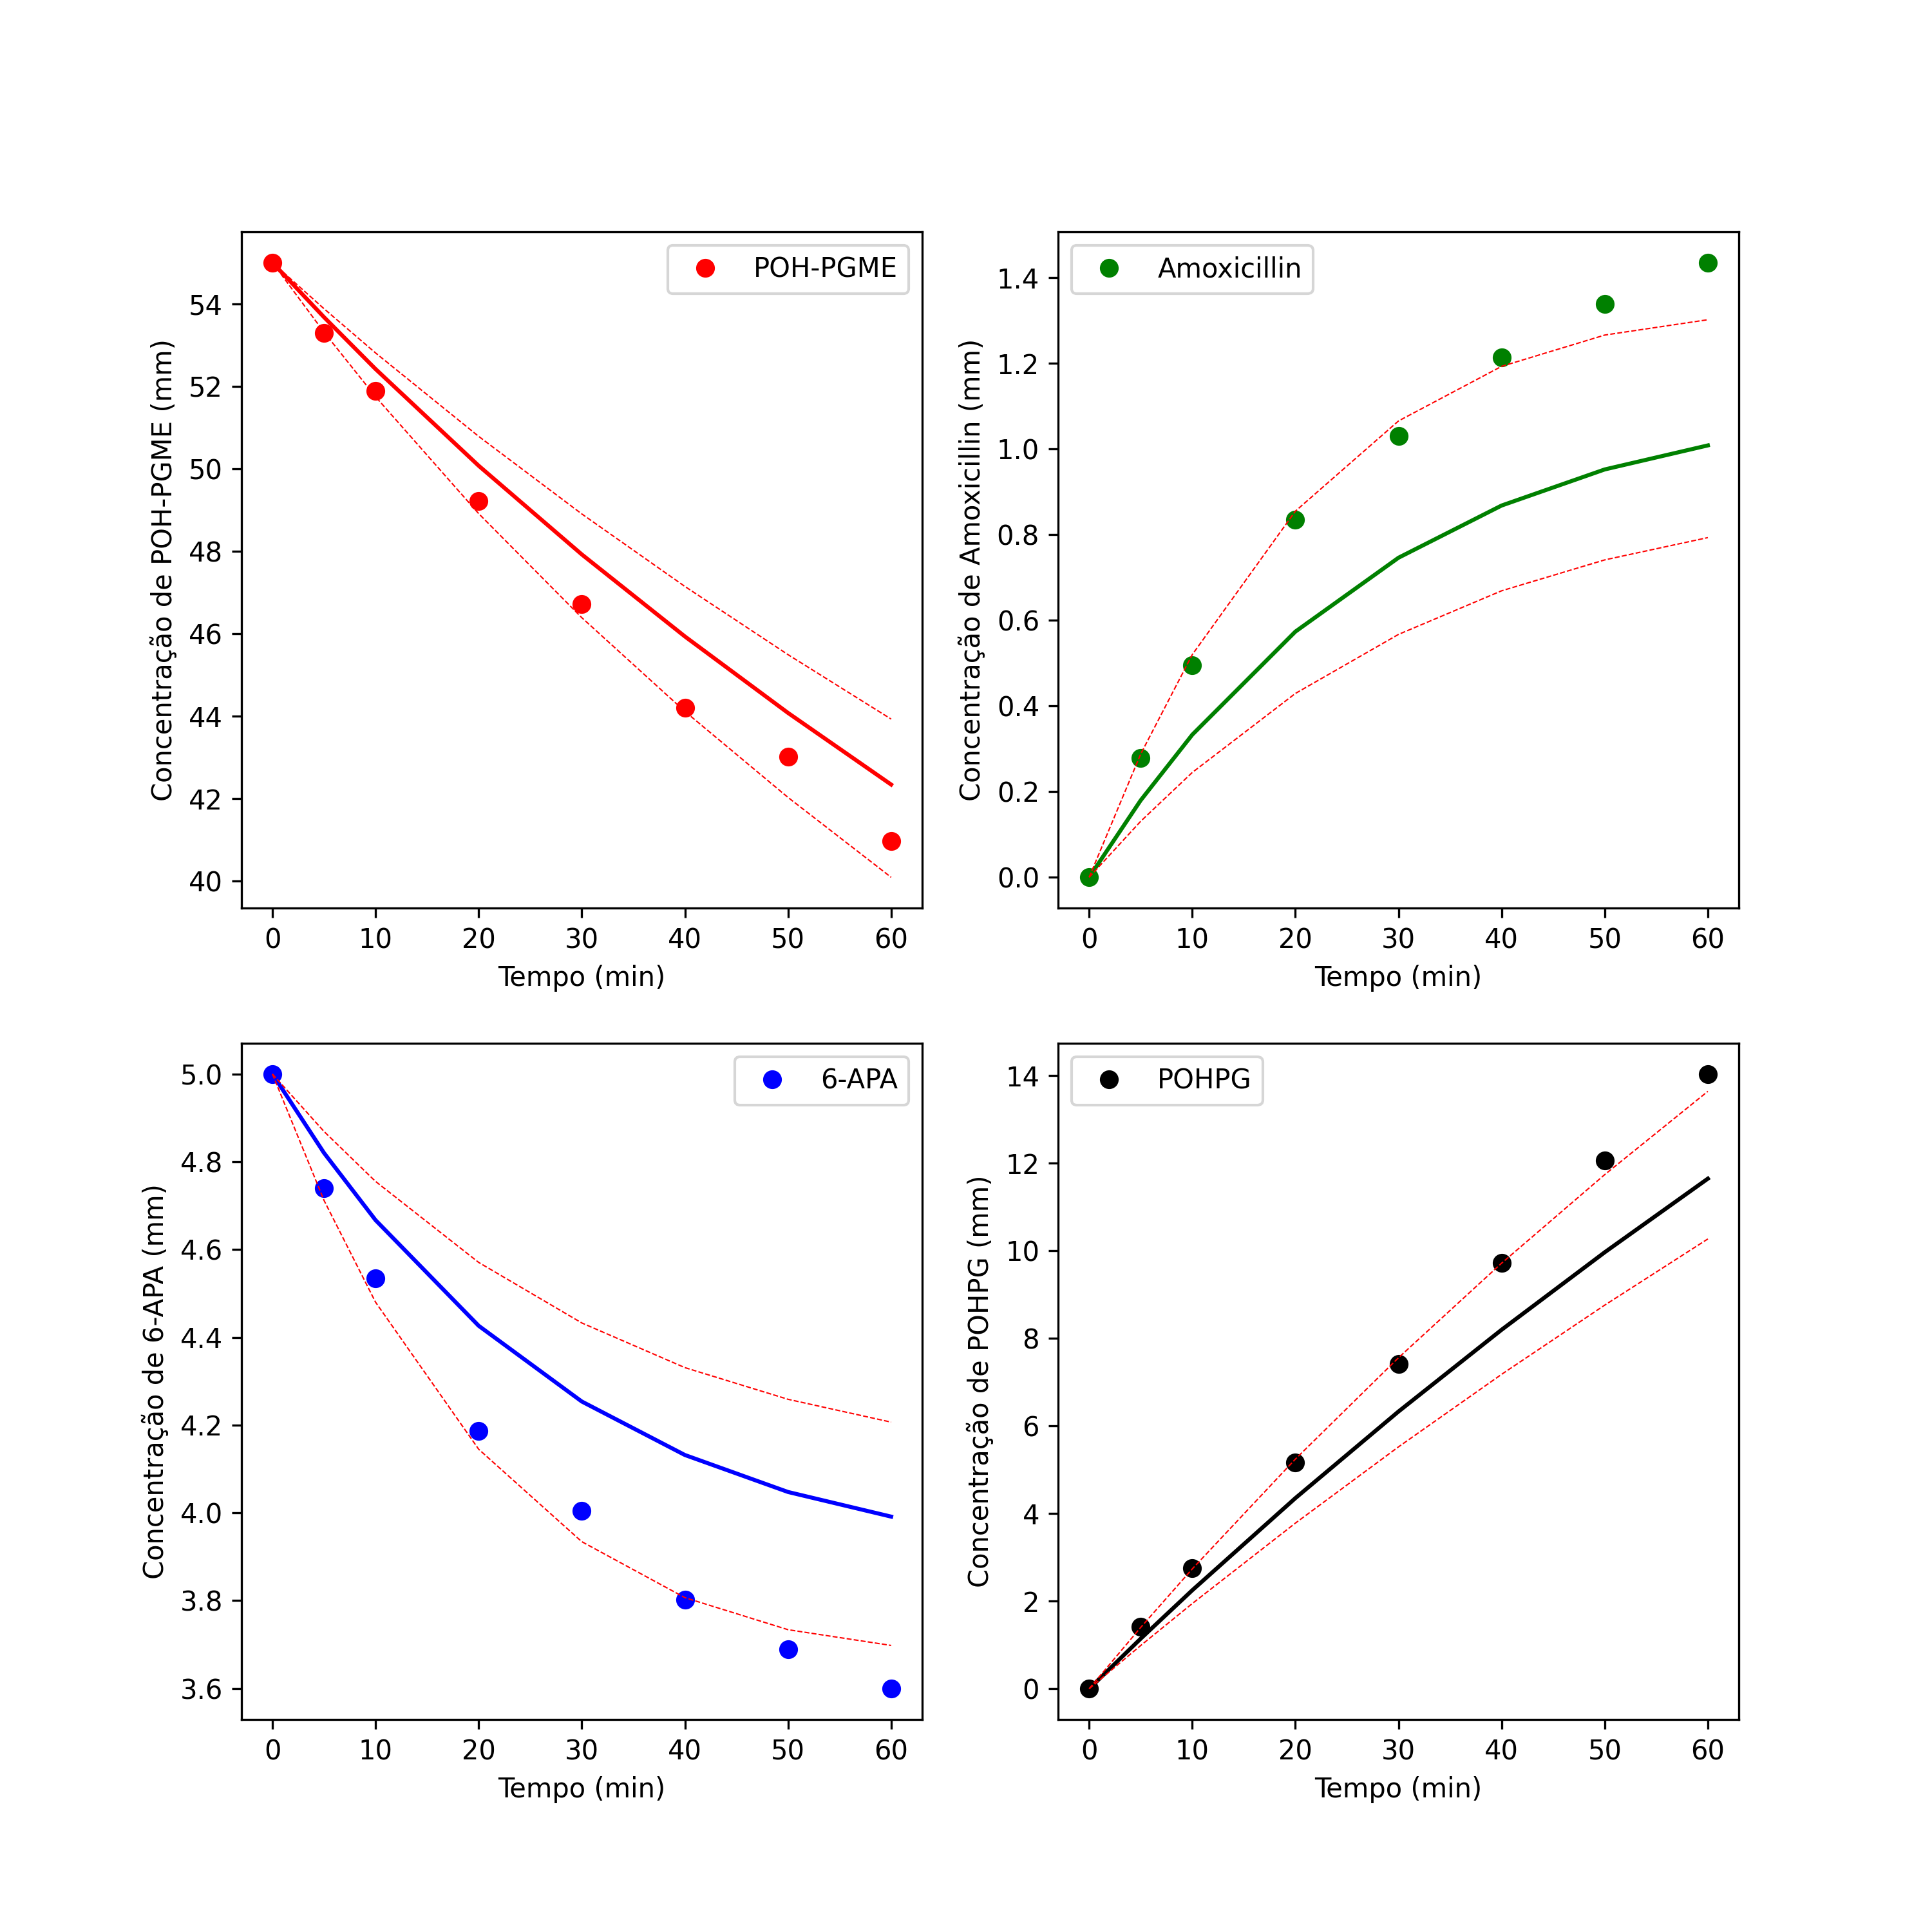 POH-PGME
Concentração de POH-PGME (mm)
54
52
50
48
46
44
42
40
0 10 20 30 40 50 60
Tempo (min)
Amoxicillin
Concentração de Amoxicillin (mm)
1.4
1.2
1.0
0.8
0.6
0.4
0.2
0.0
0 10 20 30 40 50 60
Tempo (min)
6-APA
Concentração de 6-APA (mm)
5.0
4.8
4.6
4.4
4.2
4.0
3.8
3.6
0 10 20 30 40 50 60
Tempo (min)
POHPG
Concentração de POHPG (mm)
14
12
10
8
6
4
2
0
0 10 20 30 40 50 60
Tempo (min)